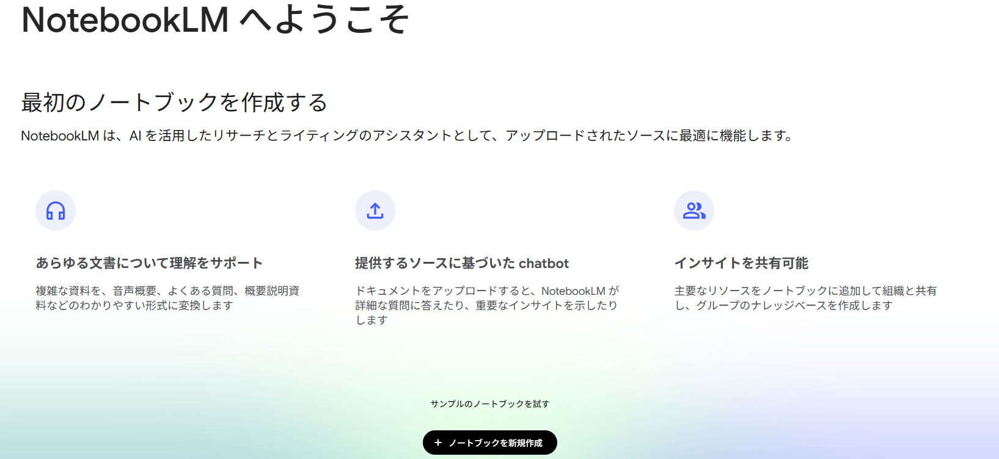 NotebookLM へようこそ
最初のノートブックを作成する
NotebookLM は、AI を活用したリサーチとライティングのアシスタントとして、アップロードされたソースに最適に機能します。
あらゆる文書について理解をサポート
複雑な資料を、音声概要、よくある質問、概要説明資
料などのわかりやすい形式に変換します
提供するソースに基づいた chatbot
ドキュメントをアップロードすると、NotebookLM が
詳細な質問に答えたり、重要なインサイトを示したり
します
インサイトを共有可能
主要なリソースをノートブックに追加して組織と共有
し、グループのナレッジベースを作成します
サンプルのノートブックを試す
+ ノートブックを新規作成